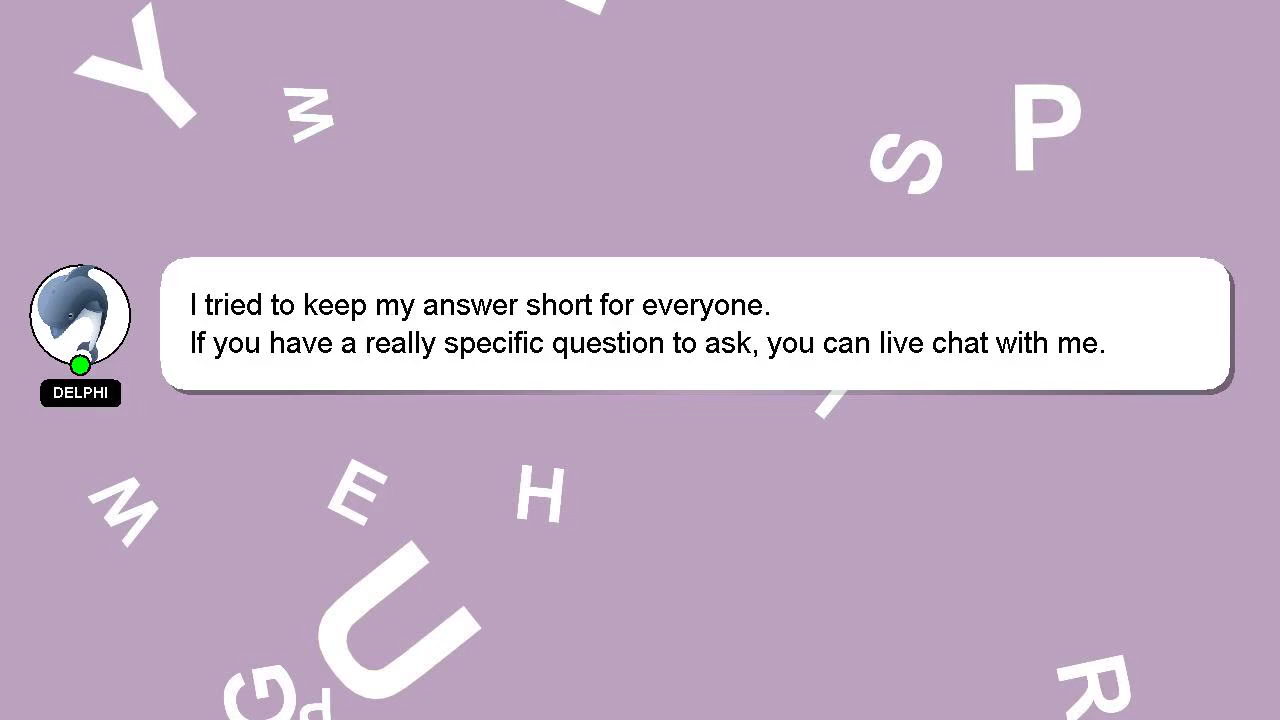 Y
W
S
P
I tried to keep my answer short for everyone.
If you have a really specific question to ask, you can live chat with me.
DELPHI
W
E
H
U
G
R